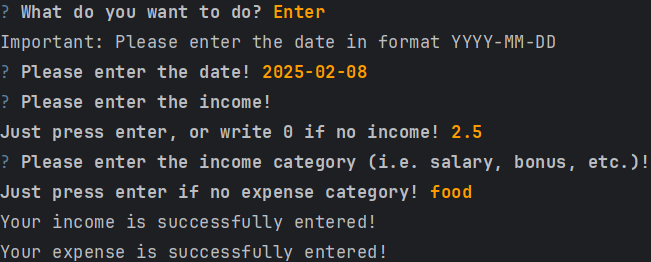 ? What do you want to do? Enter
Important: Please enter the date in format YYYY-MM-DD
? Please enter the date! 2025-02-08
? Please enter the income!
Just press enter, or write 0 if no income! 2.5
? Please enter the income category (i.e. salary, bonus, etc.)!
Just press enter if no expense category! food
Your income is successfully entered!
Your expense is successfully entered!